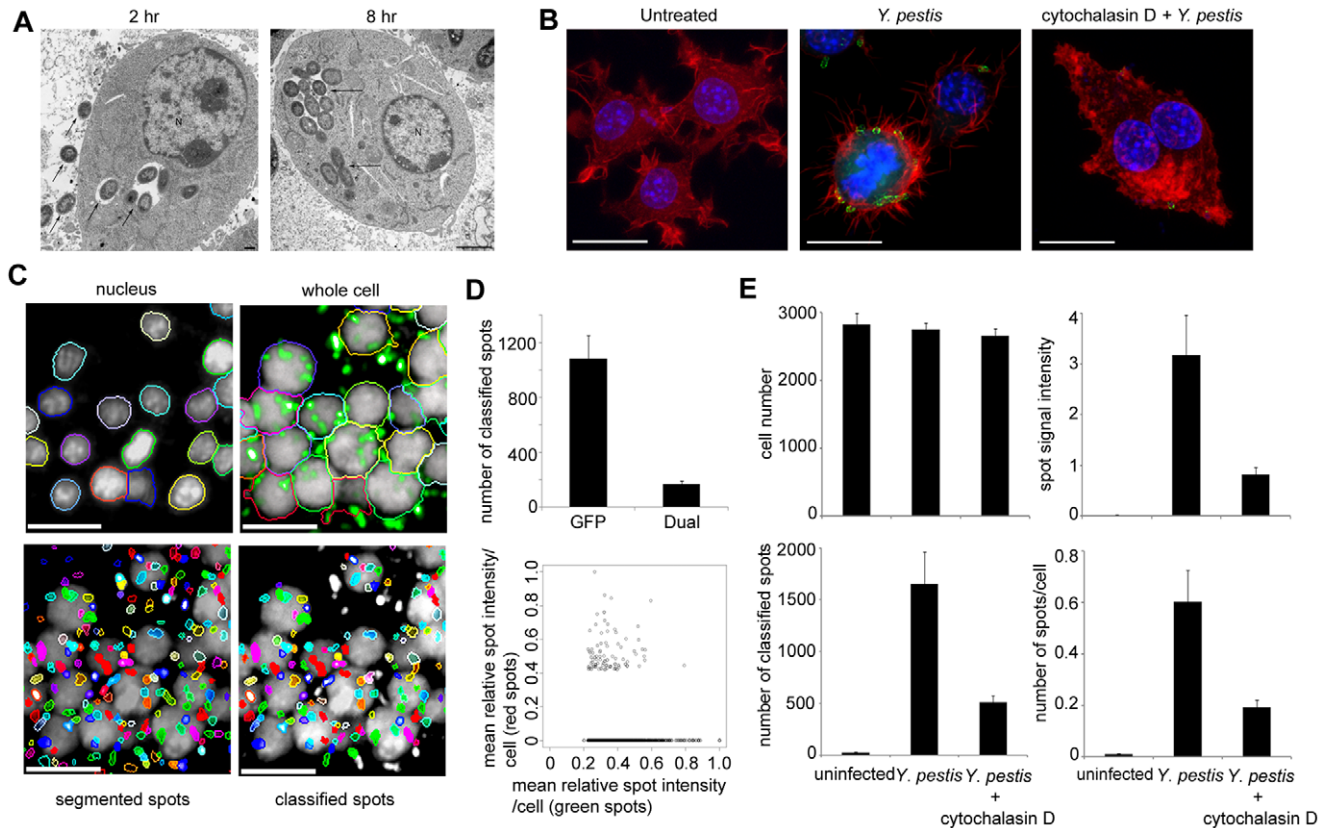 A
2 hr
8 hr
N
N
B
Untreated
Y. pestis
cytochalasin D + Y. pestis
C
nucleus
whole cell
segmented spots
classified spots
D
number of classified spots
1200
800
400
0
GFP
Dual
mean relative spot intensity/
cell (red spots)
1.0
0.8
0.6
0.4
0.2
0
0
0.2
0.4
0.6
0.8
1.0
mean relative spot intensity
/cell (green spots)
E
cell number
3000
2000
1000
0
spot signal intensity
4
3
2
1
0
number of classified spots
2000
1500
1000
500
0
uninfected
Y. pestis
Y. pestis
+
cytochalasin D
number of spots/cell
0.8
0.6
0.4
0.2
0
uninfected
Y. pestis
Y. pestis
+
cytochalasin D